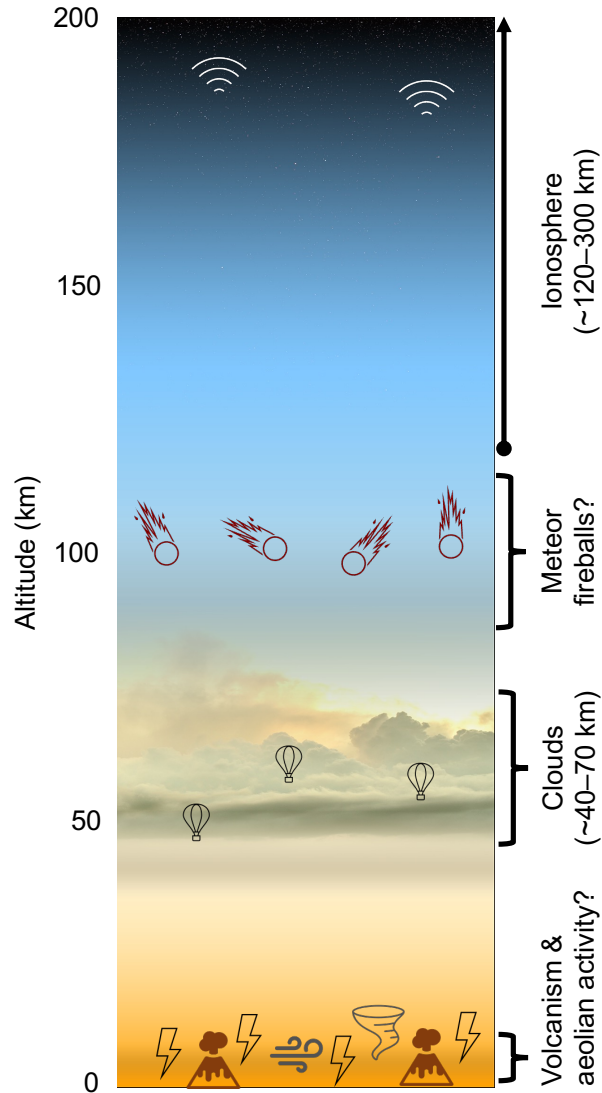 200
150
100
50
0
Altitude (km)
Ionosphere
(~120–300 km)
Meteor
fireballs?
Clouds
(~40–70 km)
Volcanism &
aeolian activity?